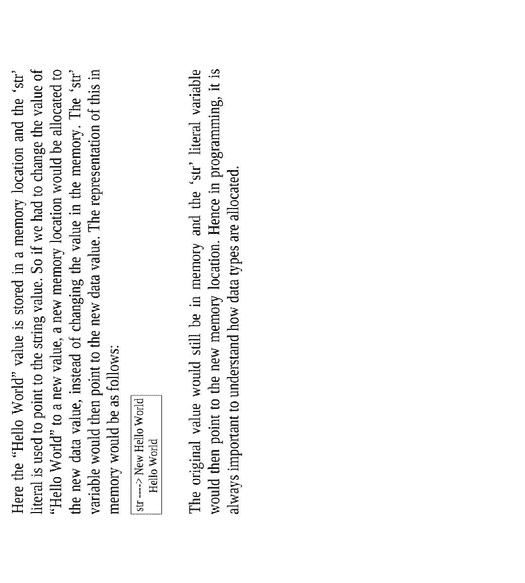 Here the “Hello World” value is stored in a memory location and the ‘str’
literal is used to point to the string value. So if we had to change the value of
“Hello World” to a new value, a new memory location would be allocated to
the new data value, instead of changing the value in the memory. The ‘str’
variable would then point to the new data value. The representation of this in
memory would be as follows:
str ----> New Hello World
Hello World
The original value would still be in memory and the ‘str’ literal variable
would then point to the new memory location. Hence in programming, it is
always important to understand how data types are allocated.